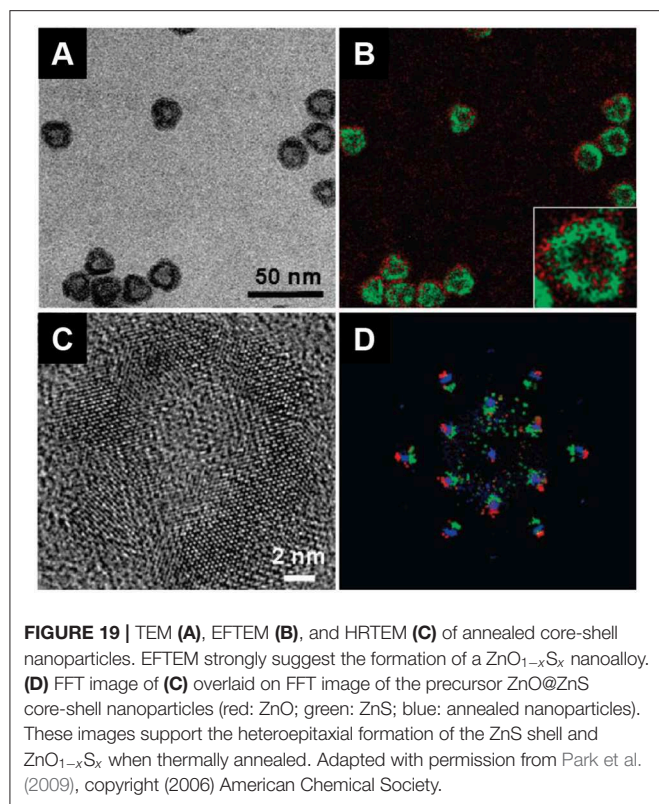 A
B
50 nm
C
D
2 nm
FIGURE 19 | TEM (A), EFTEM (B), and HRTEM (C) of annealed core-shell
nanoparticles. EFTEM strongly suggest the formation of a ZnO₁₋ₓSₓ nanoalloy.
(D) FFT image of (C) overlaid on FFT image of the precursor ZnO@ZnS
core-shell nanoparticles (red: ZnO; green: ZnS; blue: annealed nanoparticles).
These images support the heteroepitaxial formation of the ZnS shell and
ZnO₁₋ₓSₓ when thermally annealed. Adapted with permission from Park et al.
(2009), copyright (2006) American Chemical Society.